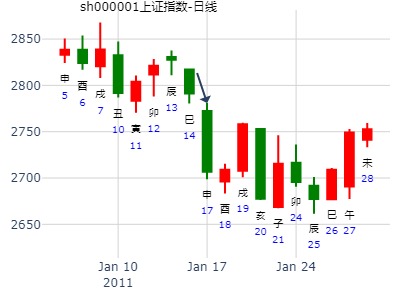 sh000001上证指数-日线
2850
2800
2750
2700
2650
申
5
酉
6
戌
7
丑
10
寅
11
卯
12
辰
13
巳
14
申
17
酉
18
戌
19
亥
20
子
21
卯
24
辰
25
巳
26
午
27
未
28
Jan 10
2011
Jan 17
Jan 24